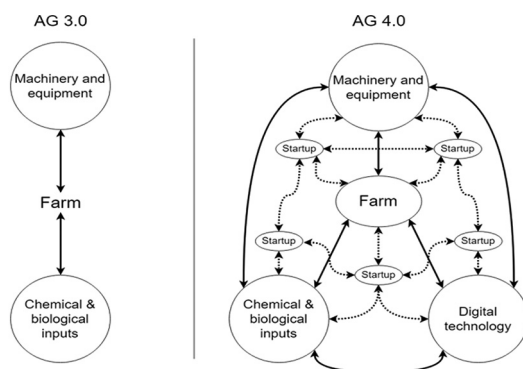 AG 3.0
Machinery and
equipment
Farm
Chemical &
biological
inputs
AG 4.0
Machinery and
equipment
Startup
Startup
Farm
Startup
Startup
Startup
Chemical &
biological
inputs
Digital
technology